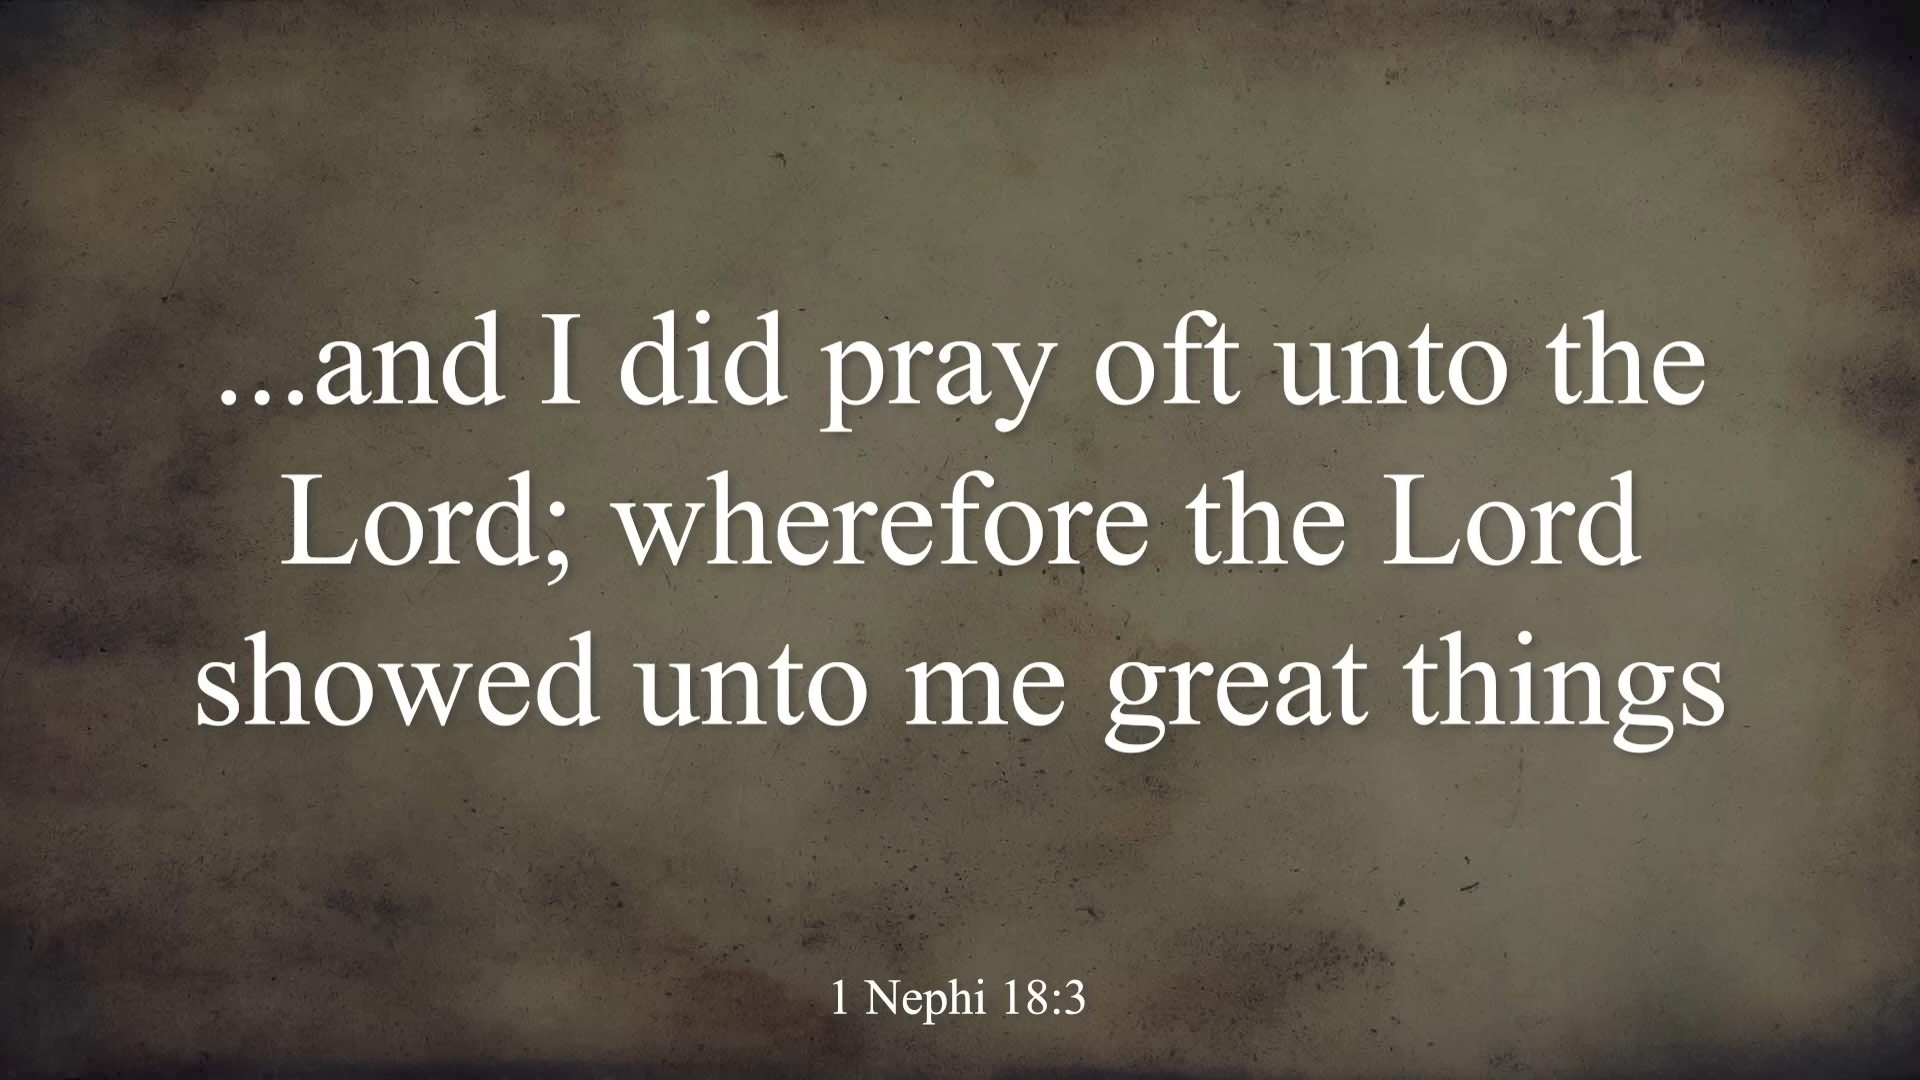 ...and I did pray oft unto the
Lord; wherefore the Lord
showed unto me great things
1 Nephi 18:3